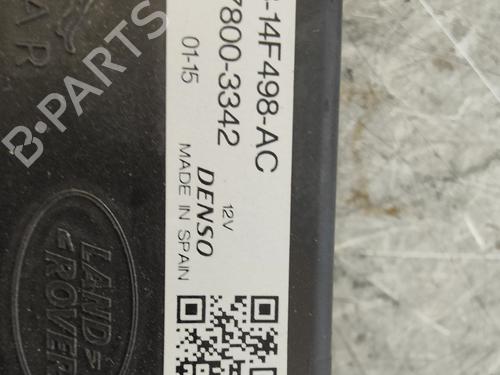 -14F498-AC
7800-3342
01-15
DENSO
12V
MADE IN SPAIN
LAND
ROVER
B-PARTS